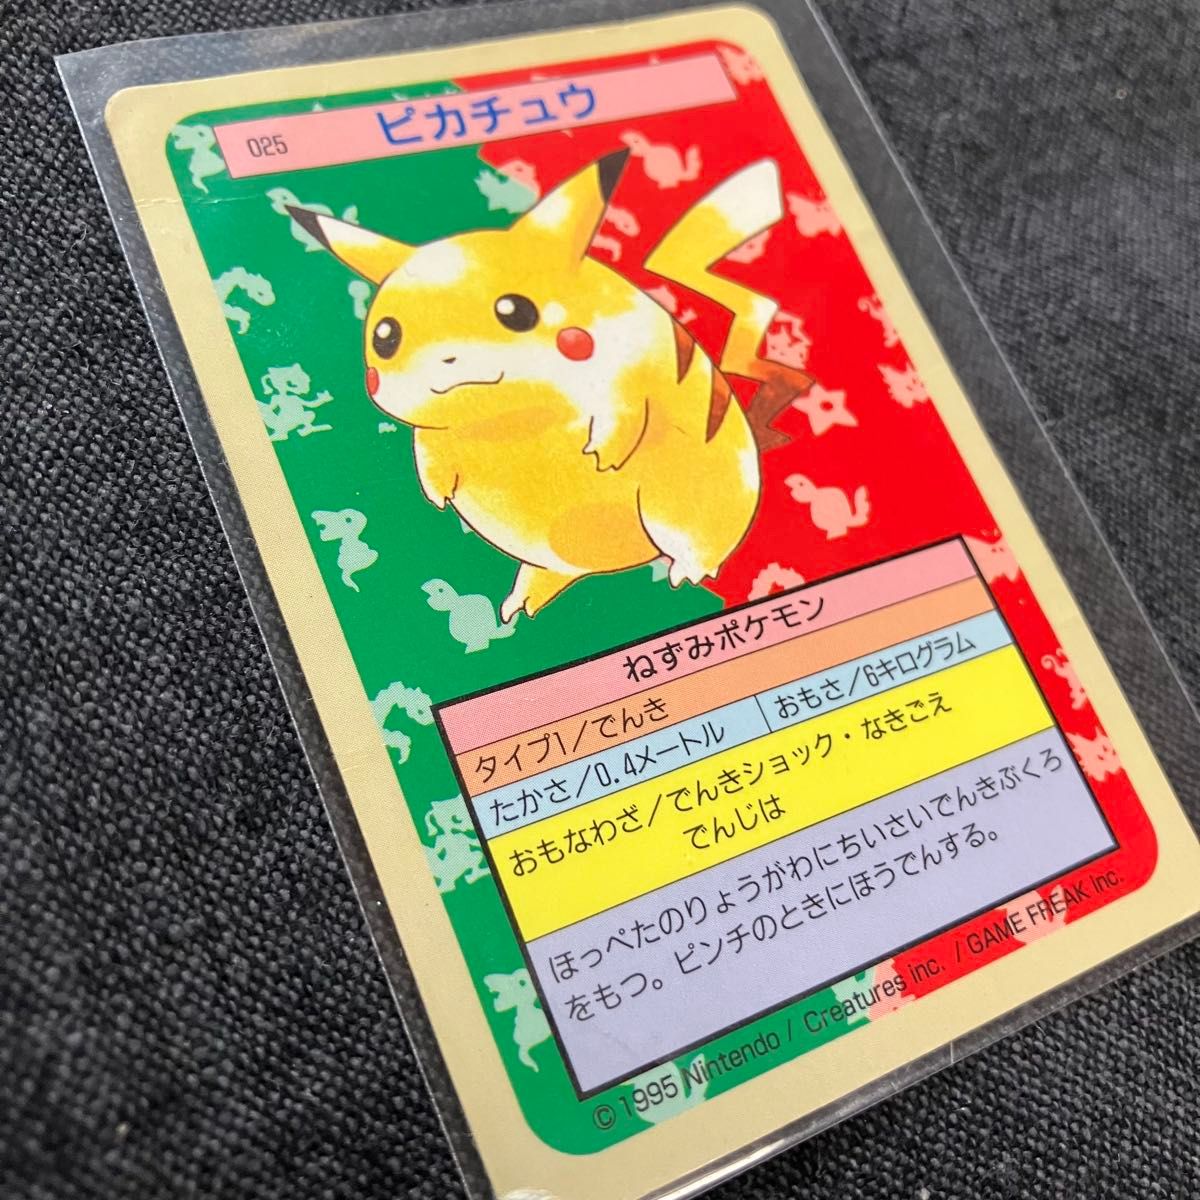 025 ピカチュウ
ねずみポケモン
タイプ1/でんき
たかさ/0.4メートル おもさ/6キログラム
おもなわざ/でんきショック・なきごえ
でんじは
ほっぺたのりょうがわにちいさいでんきぶくろ
をもつ。ピンチのときにほうでんする。
© 1995 Nintendo / Creatures inc. / GAME FREAK inc.